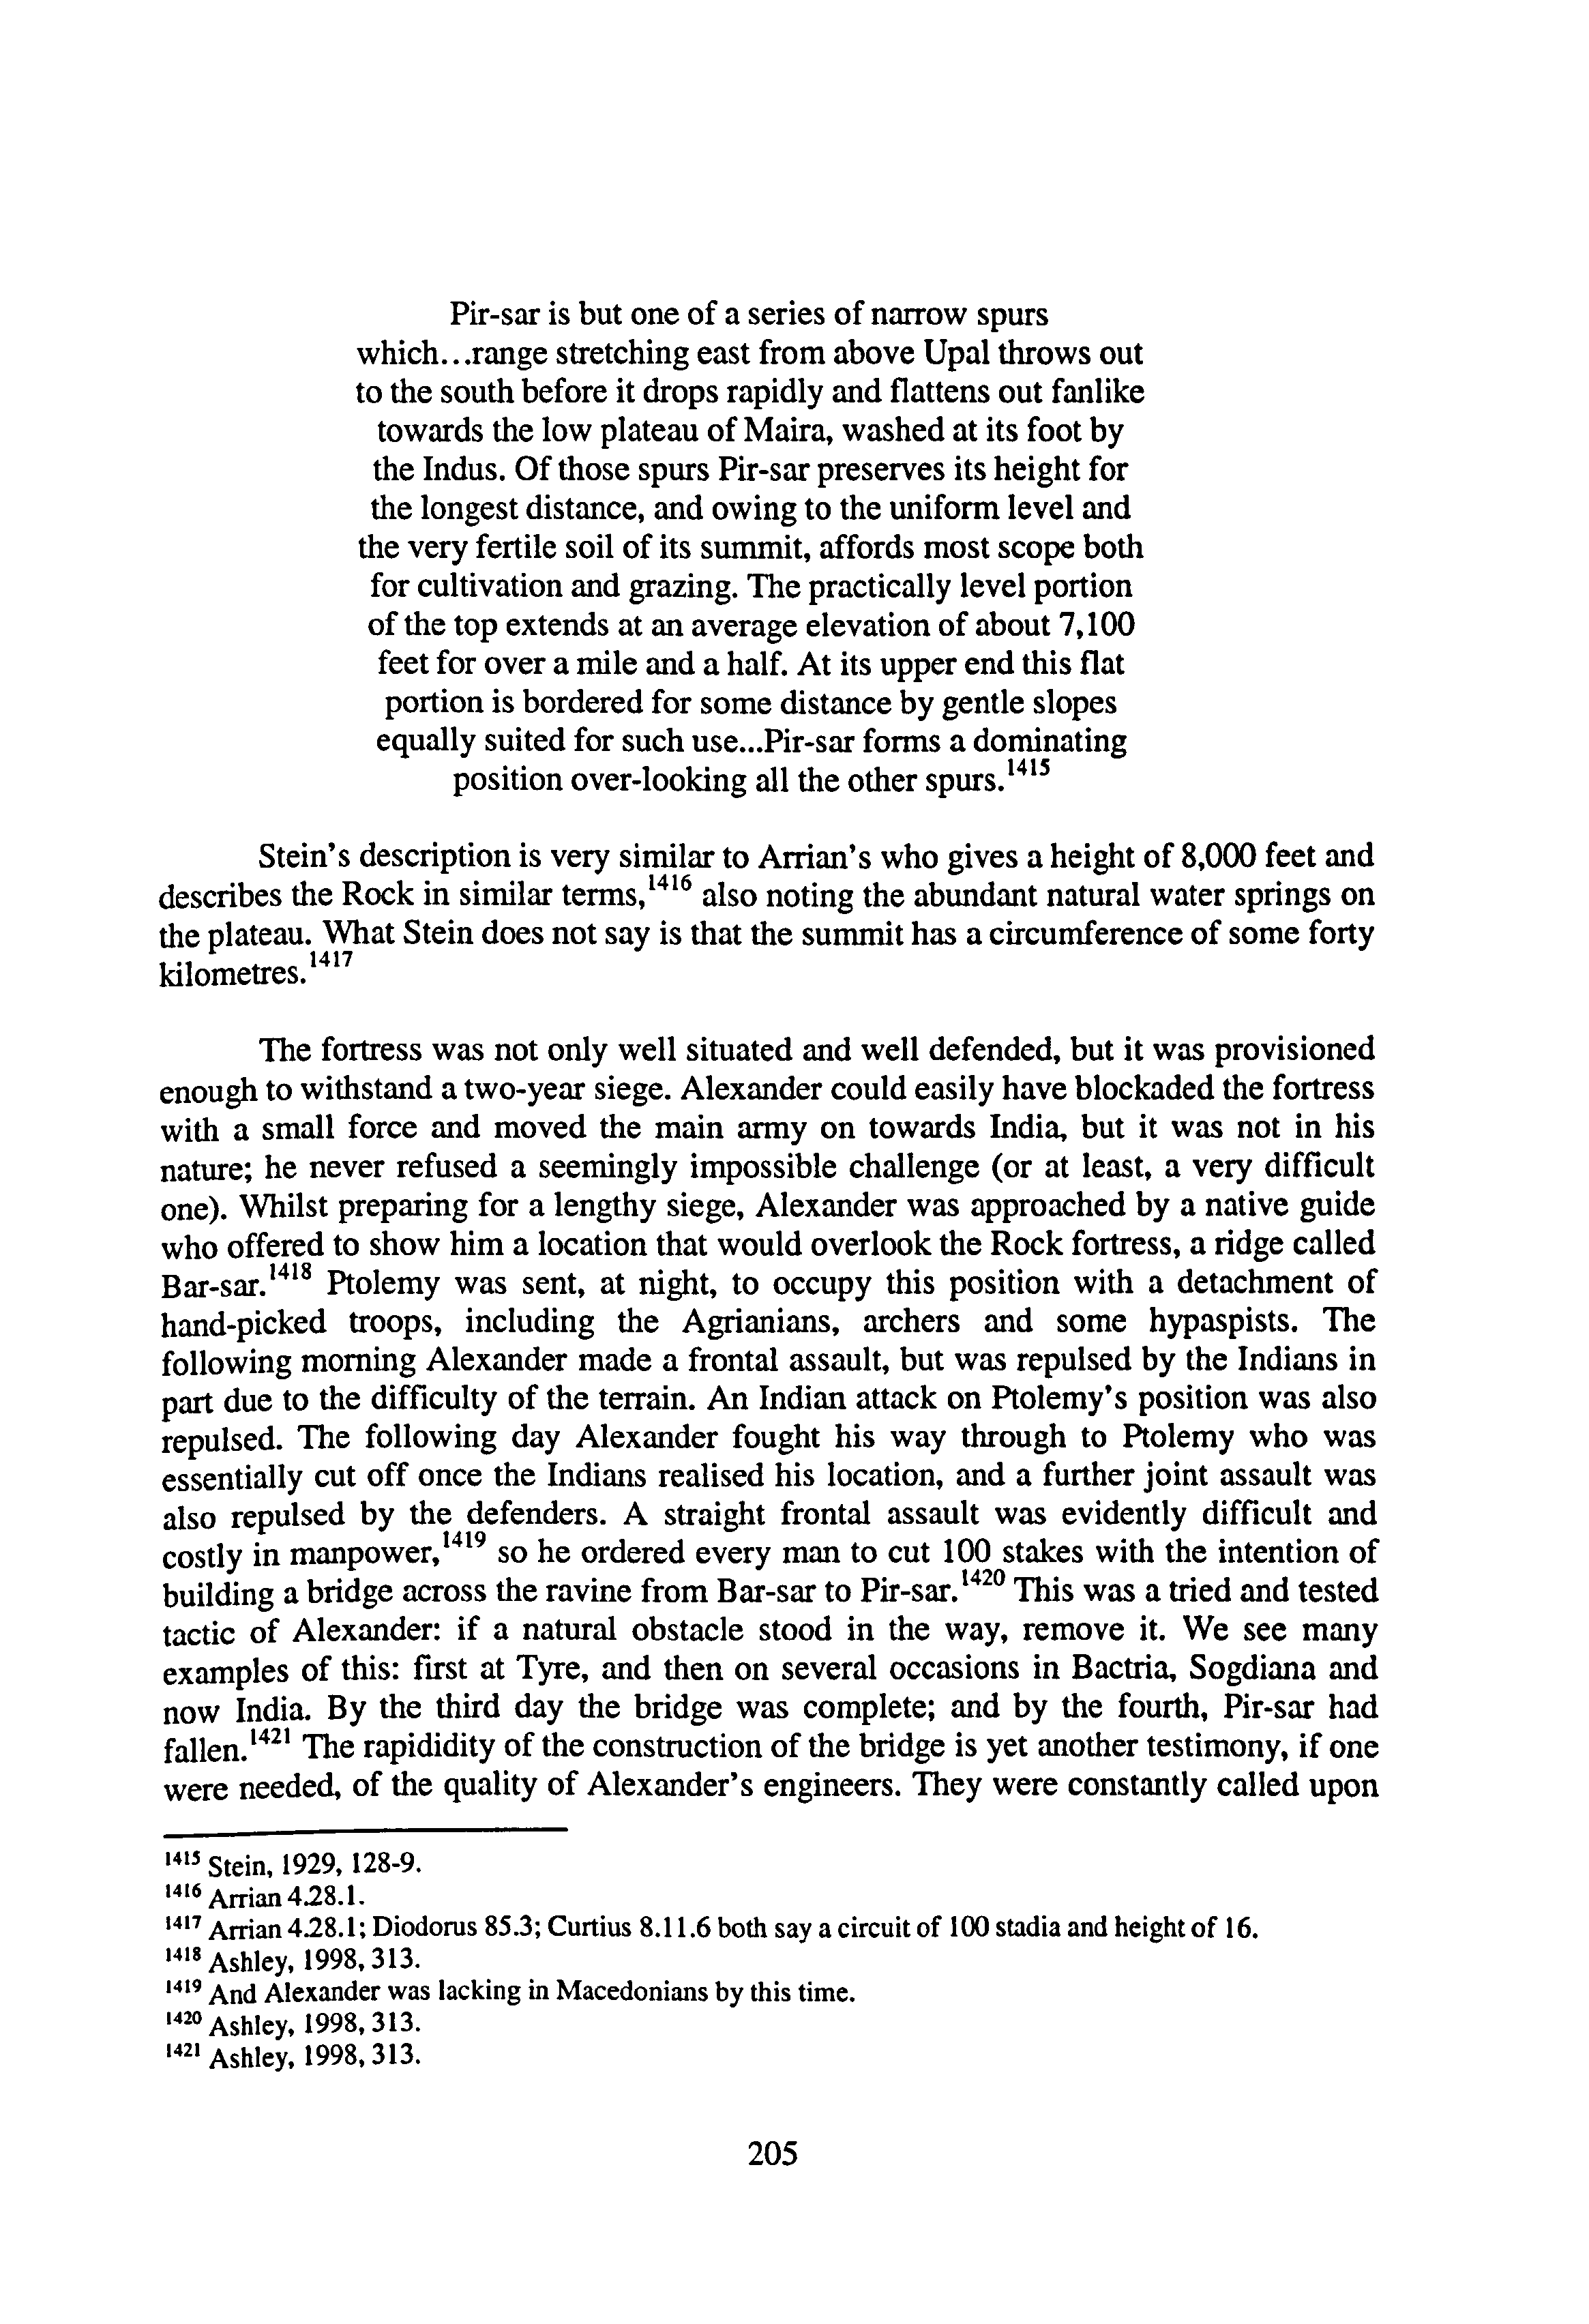 Pir-sar is but one of a series of narrow spurs
which...range stretching east from above Upal throws out
to the south before it drops rapidly and flattens out fanlike
towards the low plateau of Maira, washed at its foot by
the Indus. Of those spurs Pir-sar preserves its height for
the longest distance, and owing to the uniform level and
the very fertile soil of its summit, affords most scope both
for cultivation and grazing. The practically level portion
of the top extends at an average elevation of about 7,100
feet for over a mile and a half. At its upper end this flat
portion is bordered for some distance by gentle slopes
equally suited for such use...Pir-sar forms a dominating
position over-looking all the other spurs.1415
Stein's description is very similar to Arrian's who gives a height of 8,000 feet and
describes the Rock in similar terms,1416 also noting the abundant natural water springs on
the plateau. What Stein does not say is that the summit has a circumference of some forty
kilometres.1417
The fortress was not only well situated and well defended, but it was provisioned
enough to withstand a two-year siege. Alexander could easily have blockaded the fortress
with a small force and moved the main army on towards India, but it was not in his
nature; he never refused a seemingly impossible challenge (or at least, a very difficult
one). Whilst preparing for a lengthy siege, Alexander was approached by a native guide
who offered to show him a location that would overlook the Rock fortress, a ridge called
Bar-sar.1418 Ptolemy was sent, at night, to occupy this position with a detachment of
hand-picked troops, including the Agrianians, archers and some hypaspists. The
following morning Alexander made a frontal assault, but was repulsed by the Indians in
part due to the difficulty of the terrain. An Indian attack on Ptolemy's position was also
repulsed. The following day Alexander fought his way through to Ptolemy who was
essentially cut off once the Indians realised his location, and a further joint assault was
also repulsed by the defenders. A straight frontal assault was evidently difficult and
costly in manpower,1419 so he ordered every man to cut 100 stakes with the intention of
building a bridge across the ravine from Bar-sar to Pir-sar.1420 This was a tried and tested
tactic of Alexander: if a natural obstacle stood in the way, remove it. We see many
examples of this: first at Tyre, and then on several occasions in Bactria, Sogdiana and
now India. By the third day the bridge was complete; and by the fourth, Pir-sar had
fallen.1421 The rapididity of the construction of the bridge is yet another testimony, if one
were needed, of the quality of Alexander's engineers. They were constantly called upon
1415 Stein, 1929, 128-9.
1416 Arrian 4.28.1.
1417 Arrian 4.28.1; Diodorus 85.3; Curtius 8.11.6 both say a circuit of 100 stadia and height of 16.
1418 Ashley, 1998, 313.
1419 And Alexander was lacking in Macedonians by this time.
1420 Ashley, 1998, 313.
1421 Ashley, 1998, 313.
205